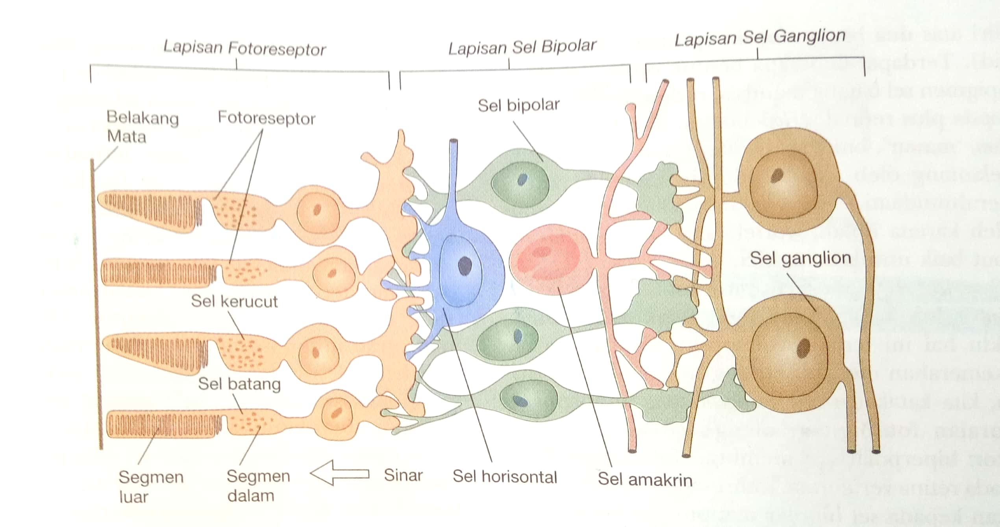 Lapisan Fotoreseptor
Lapisan Sel Bipolar
Lapisan Sel Ganglion
Belakang
Mata
Fotoreseptor
Sel bipolar
Sel ganglion
Sel kerucut
Sel batang
Segmen
luar
Segmen
dalam
Sinar
Sel horisontal
Sel amakrin